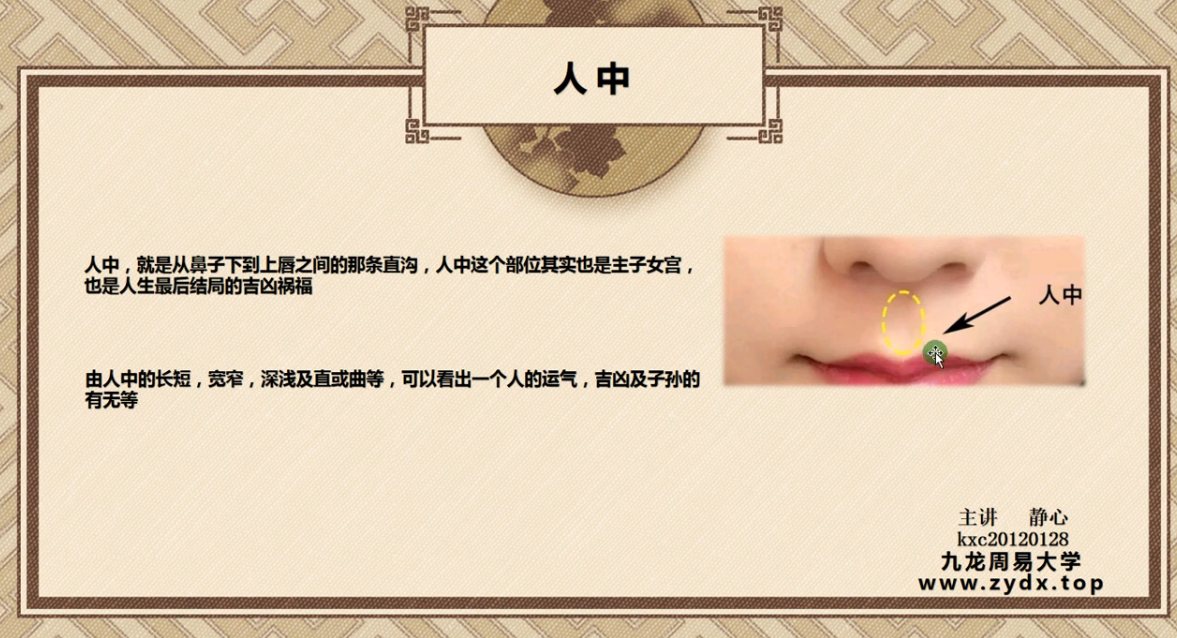 人中
人中，就是从鼻子下到上唇之间的那条直沟，人中这个部位其实也是主子女宫，
也是人生最后结局的吉凶祸福
人中
由人中的长短，宽窄，深浅及直或曲等，可以看出一个人的运气，吉凶及子孙的
有无等
主讲 静心
kxc20120128
九龙周易大学
www.zydx.top